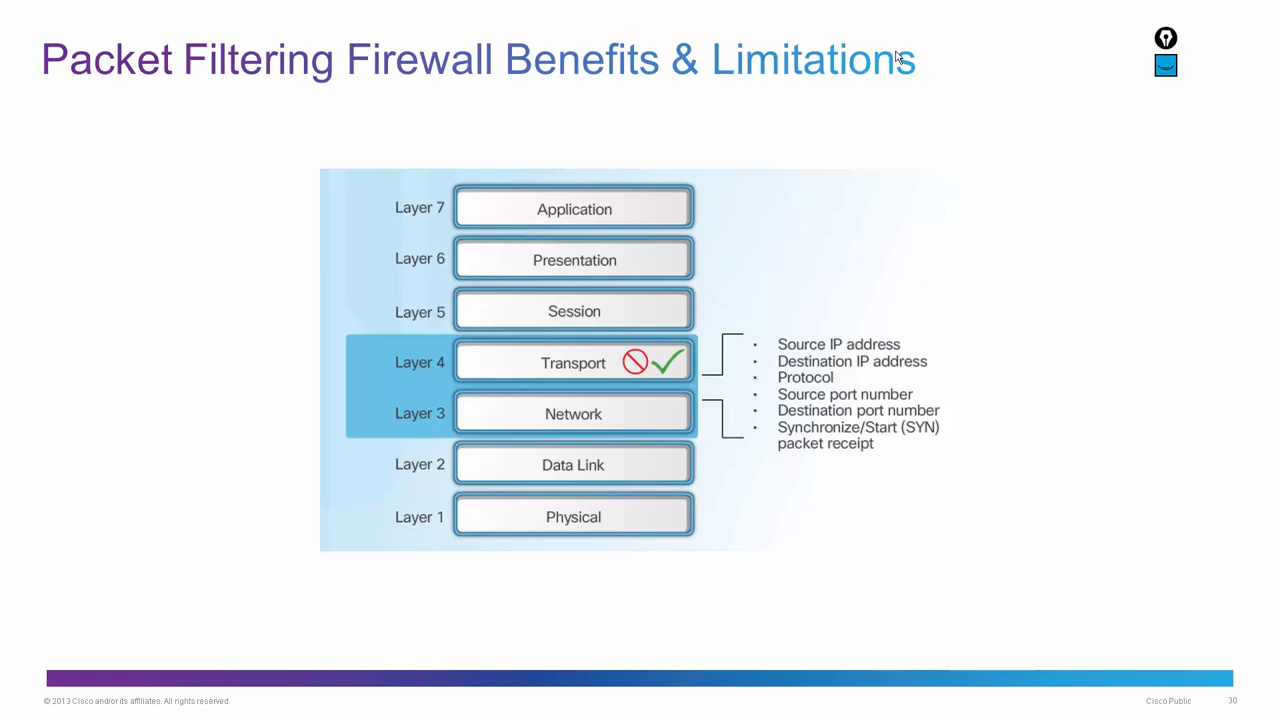 Packet Filtering Firewall Benefits & Limitations
Layer 7 Application
Layer 6 Presentation
Layer 5 Session
Layer 4 Transport
Layer 3 Network
Layer 2 Data Link
Layer 1 Physical
· Source IP address
· Destination IP address
· Protocol
· Source port number
· Destination port number
· Synchronize/Start (SYN)
packet receipt
© 2013 Cisco and/or its affiliates. All rights reserved.
Cisco Public
30